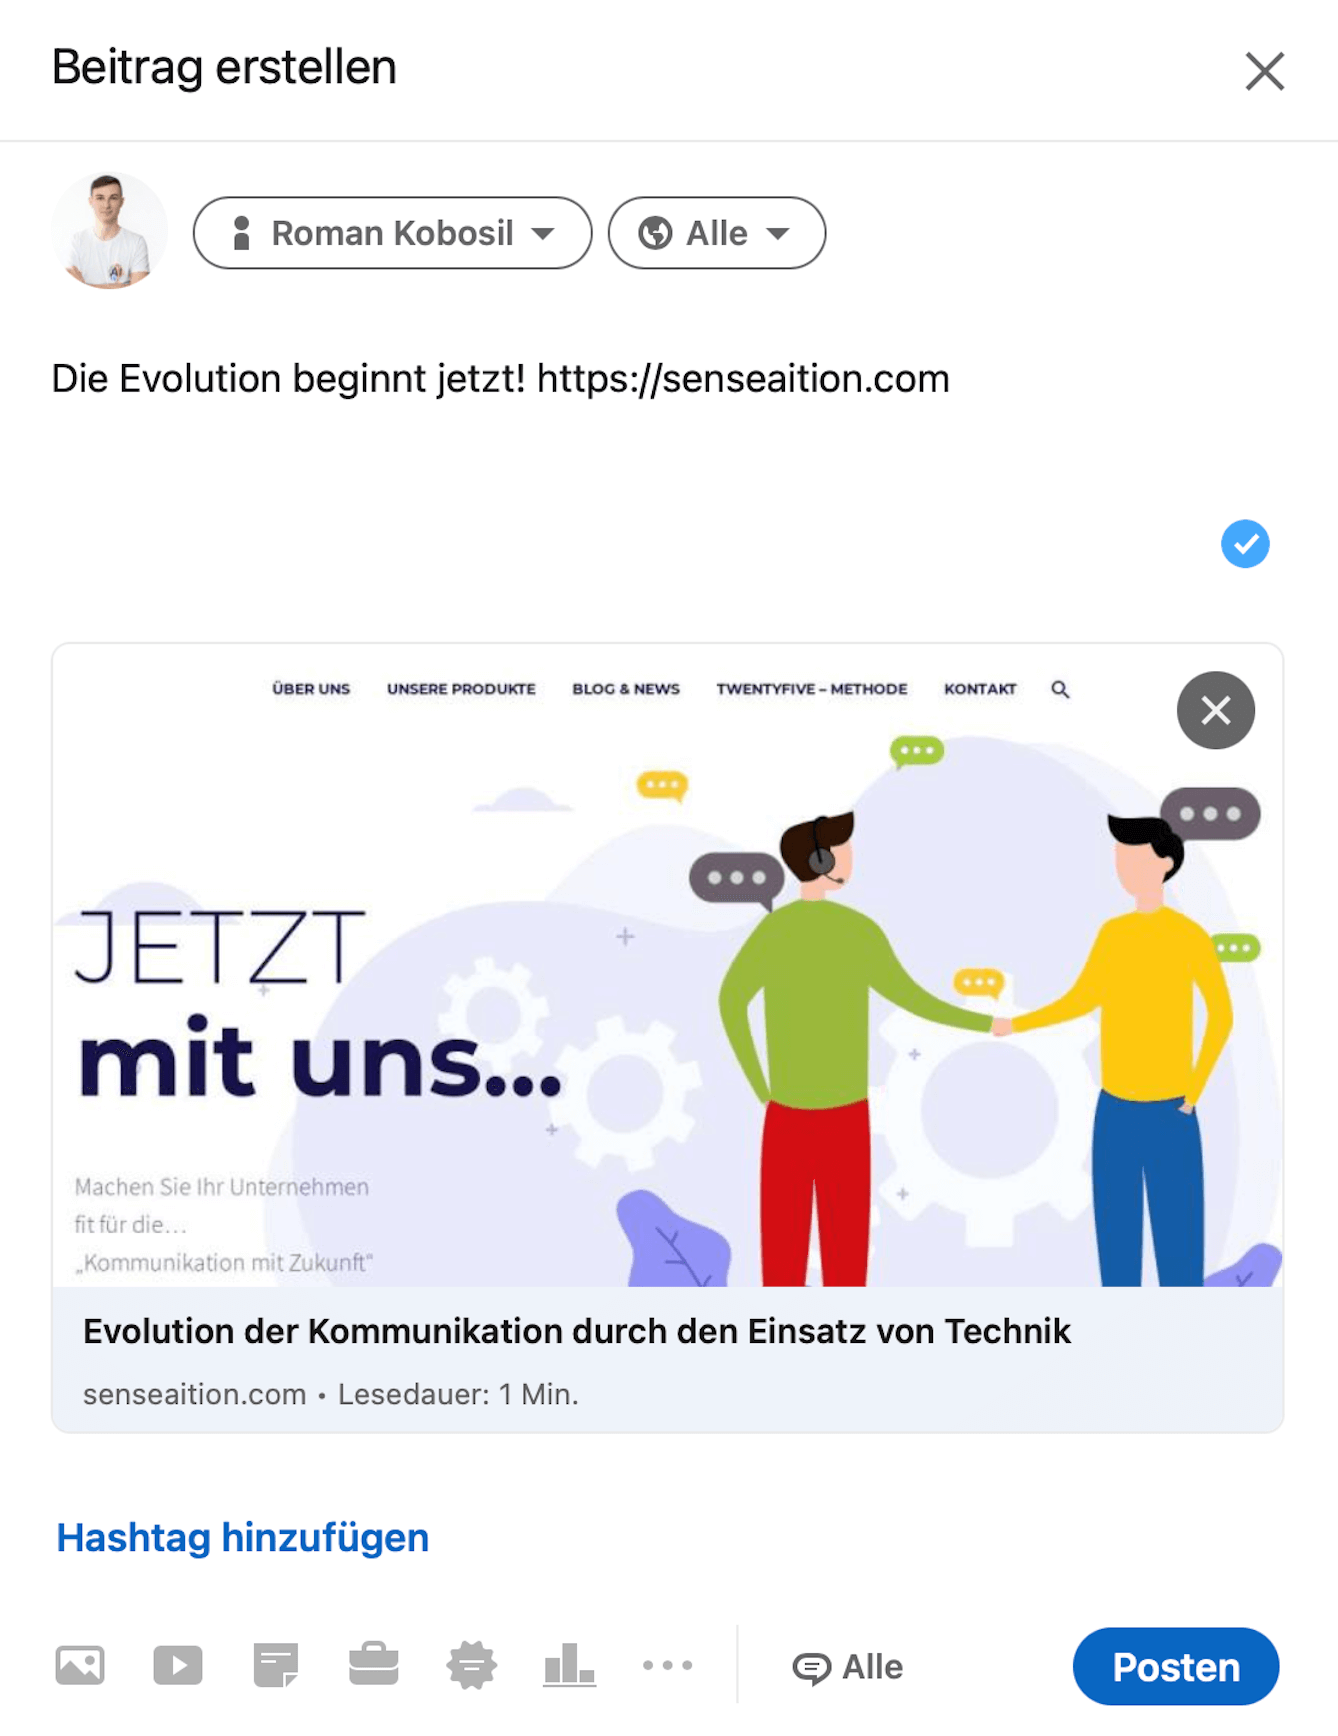 Beitrag erstellen
Roman Kobosil
Alle
Die Evolution beginnt jetzt! https://senseaition.com
ÜBER UNS UNSERE PRODUKTE BLOG & NEWS TWENTYFIVE – METHODE KONTAKT
JETZT
mit uns...
Machen Sie Ihr Unternehmen
fit für die...
„Kommunikation mit Zukunft“
Evolution der Kommunikation durch den Einsatz von Technik
senseaition.com • Lesedauer: 1 Min.
Hashtag hinzufügen
Alle
Posten